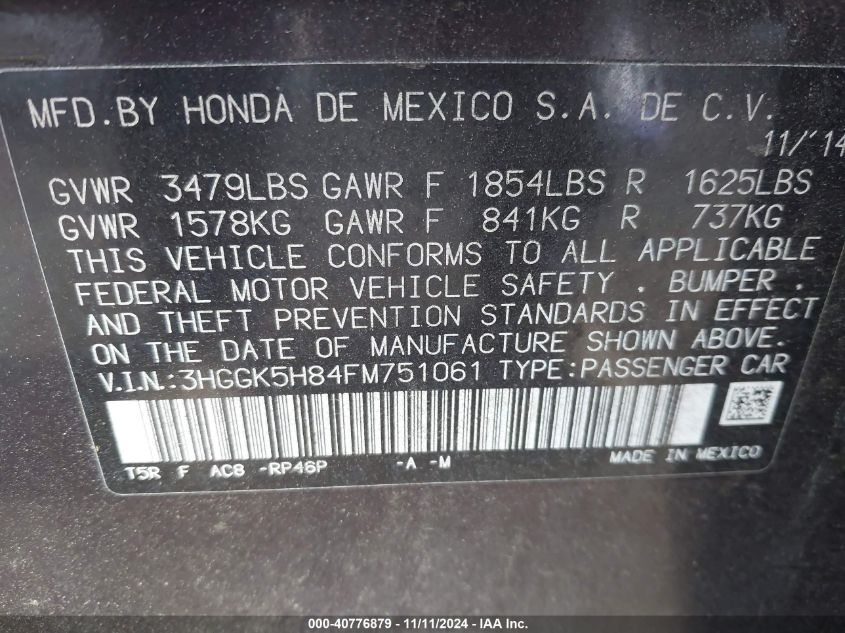 MFD.BY HONDA DE MEXICO S.A. DE C.V.
11/'14
GVWR 3479LBS GAWR F 1854LBS R 1625LBS
GVWR 1578KG GAWR F 841KG R 737KG
THIS VEHICLE CONFORMS TO ALL APPLICABLE
FEDERAL MOTOR VEHICLE SAFETY . BUMPER .
AND THEFT PREVENTION STANDARDS IN EFFECT
ON THE DATE OF MANUFACTURE SHOWN ABOVE.
V.I.N.:3HGGK5H84FM751061 TYPE:PASSENGER CAR
T5R F AC8 -RP46P -A -M MADE IN MEXICO
000-40776879 - 11/11/2024 - IAA Inc.